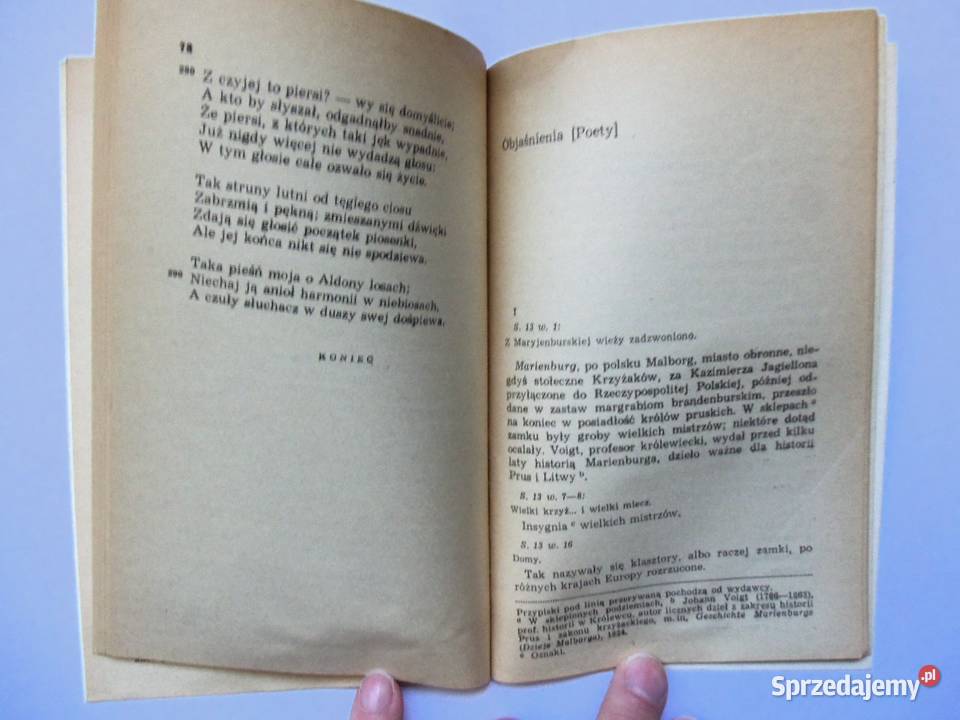 78
280 Z czyjej to piersi? — wy się domyślicie;
A kto by słyszał, odgadnąłby snadnie,
Że piersi, z których taki jęk wypadnie,
Już nigdy więcej nie wydadzą głosu;
W tym głosie całe ozwało się życie.
Tak struny lutni od tęgiego ciosu
Zabrzmią i pękną; zmieszanymi dźwięki
Zdają się głosić początek piosenki,
Ale jej końca nikt się nie spodziewa.
Taka pieśń moja o Aldony losach;
290 Niechaj ją anioł harmonii w niebiosach,
A czuły słuchacz w duszy swej dośpiewa.
KONIEC
Objaśnienia [Poety]
I
S. 13 w. 1:
Z Maryjenburskiej wieży zadzwoniono.
Marienburg, po polsku Malborg, miasto obronne, nie-
gdyś stołeczne Krzyżaków, za Kazimierza Jagiellona
przyłączone do Rzeczypospolitej Polskiej, później od-
dane w zastaw margrabiom brandenburskim, przeszło
na koniec w posiadłość królów pruskich. W sklepach a
zamku były groby wielkich mistrzów; niektóre dotąd
ocalały. Voigt, profesor królewiecki, wydał przed kilku
laty historią Marienburga, dzieło ważne dla historii
Prus i Litwy b.
S. 13 w. 7—8:
Wielki krzyż... i wielki miecz.
Insygnia c wielkich mistrzów.
S. 13 w. 16
Domy.
Tak nazywały się klasztory, albo raczej zamki, po
różnych krajach Europy rozrzucone.
Przypiski pod linią przerywaną pochodzą od wydawcy.
a W sklepionych podziemiach. b Johann Voigt (1786—1863),
prof. historii w Królewcu, autor licznych dzieł z zakresu historii
Prus i zakonu krzyżackiego, m.in. Geschichte Marienburgs
(Dzieje Malborga), 1824.
c Oznaki.
Sprzedajemy.pl